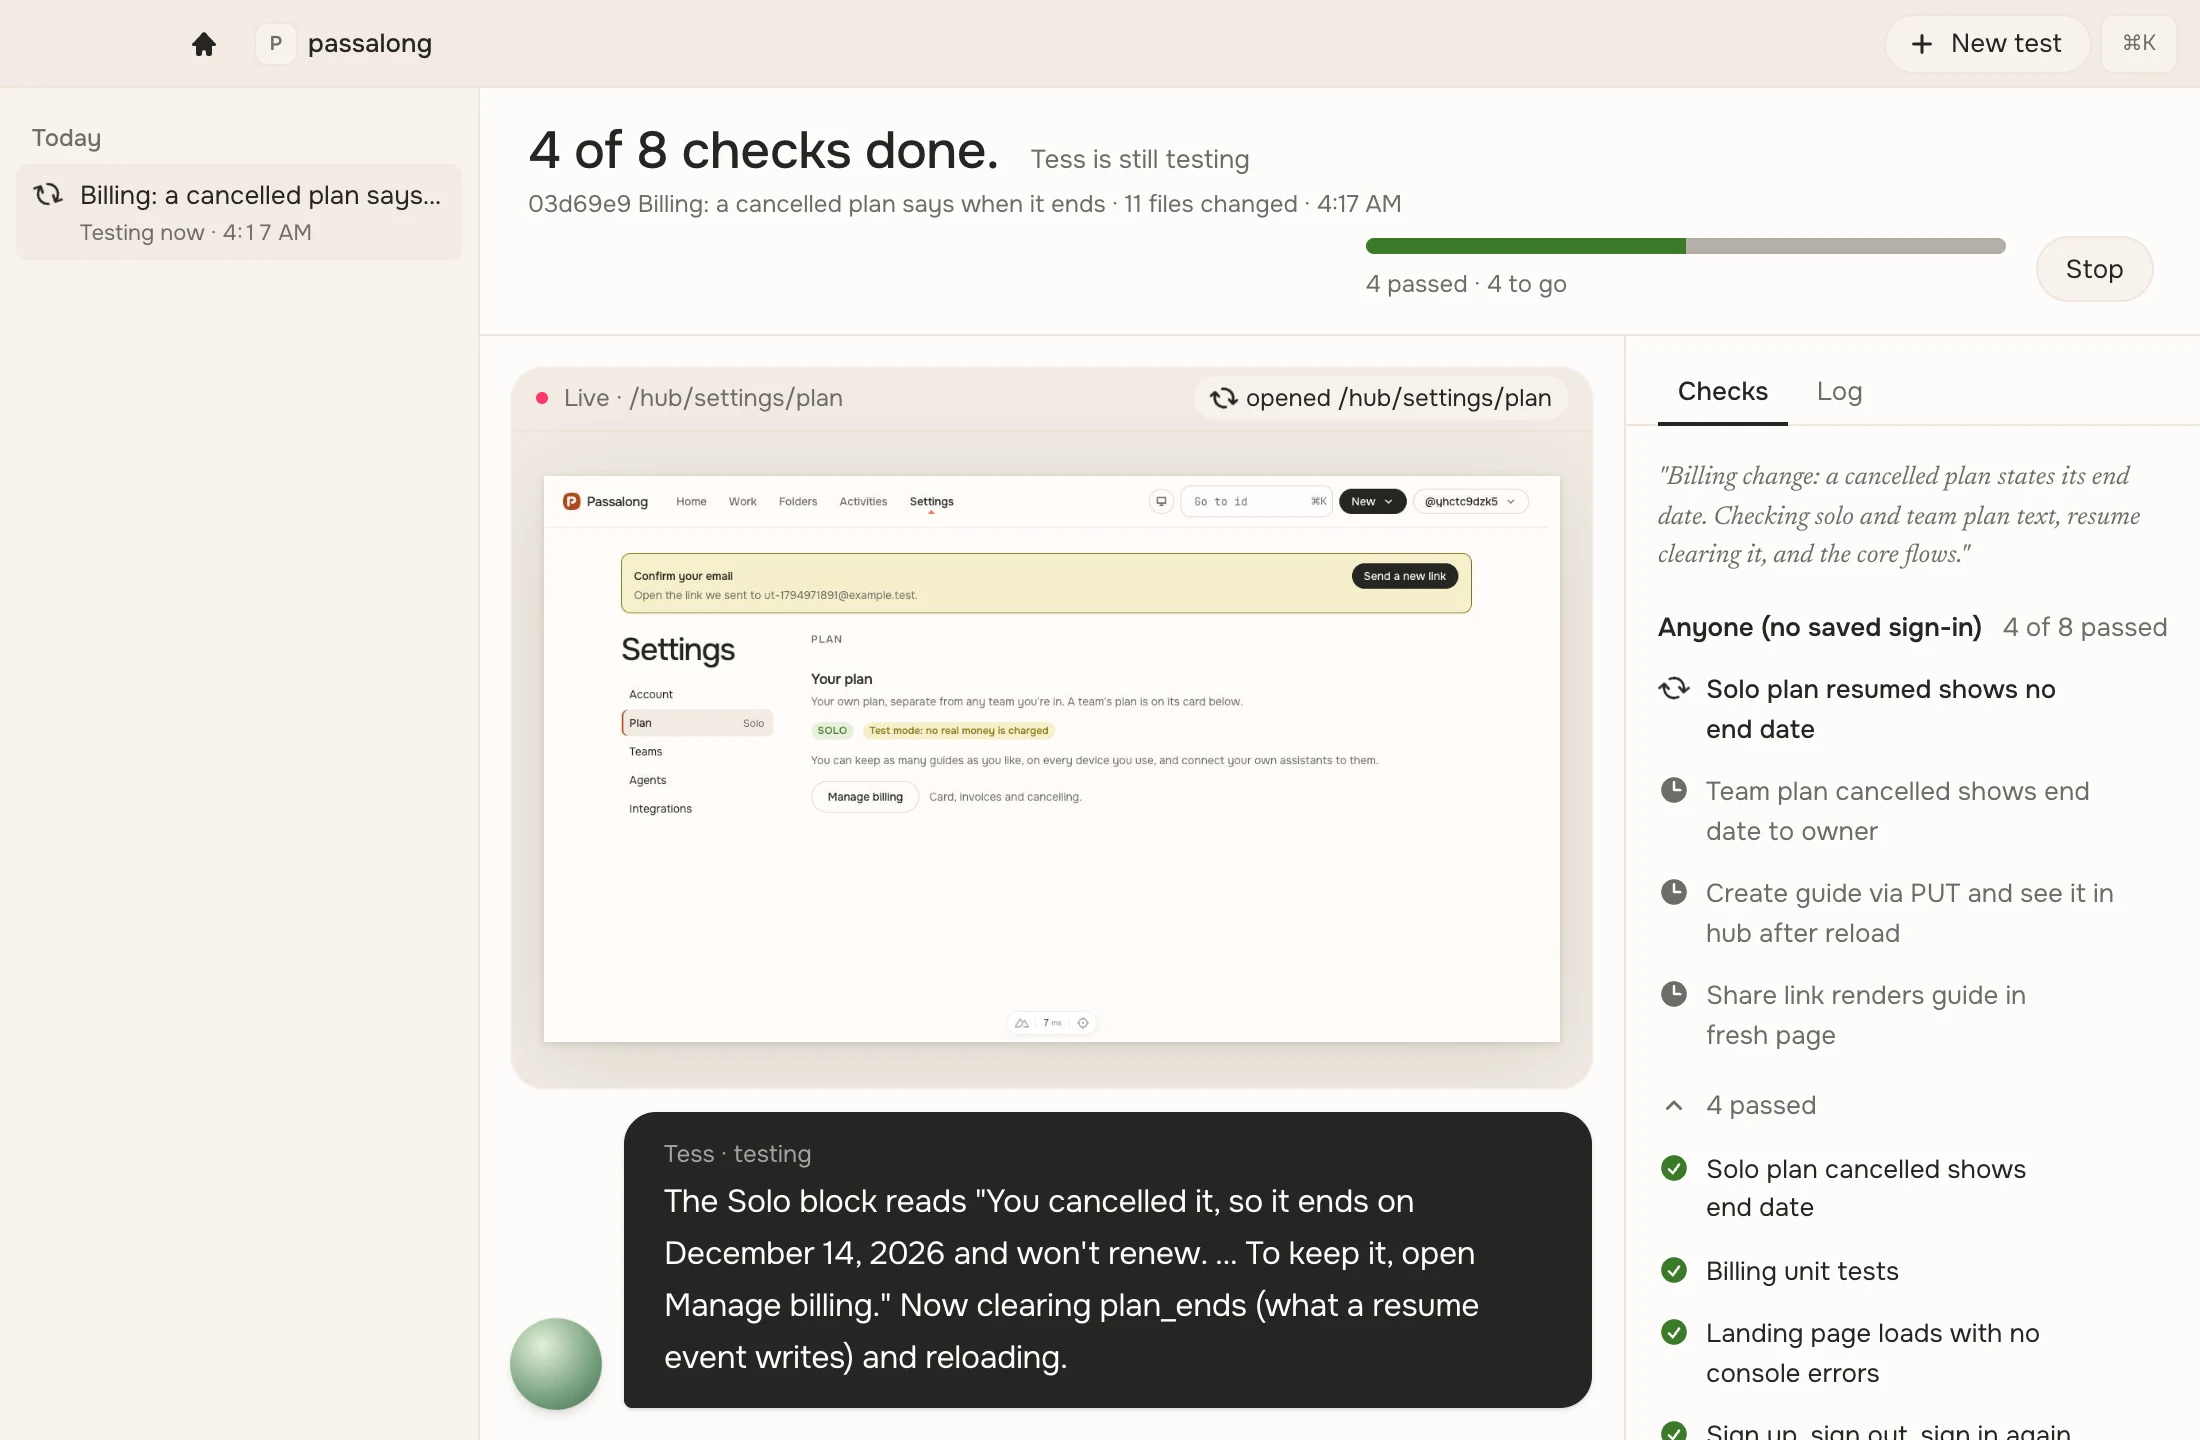 P passalong
New test
⌘K
Today
Billing: a cancelled plan says...
Testing now · 4:17 AM
4 of 8 checks done. Tess is still testing
03d69e9 Billing: a cancelled plan says when it ends · 11 files changed · 4:17 AM
4 passed · 4 to go
Stop
Live · /hub/settings/plan
opened /hub/settings/plan
Passalong Home Work Folders Activities Settings
Go to id ⌘K New @yhctc9dzk5
Confirm your email
Open the link we sent to ut-1794971891@example.test.
Send a new link
Settings
Account
Plan Solo
Teams
Agents
Integrations
PLAN
Your plan
Your own plan, separate from any team you're in. A team's plan is on its card below.
SOLO Test mode: no real money is charged
You can keep as many guides as you like, on every device you use, and connect your own assistants to them.
Manage billing Card, invoices and cancelling.
7 ms
Tess · testing
The Solo block reads "You cancelled it, so it ends on
December 14, 2026 and won't renew. ... To keep it, open
Manage billing." Now clearing plan_ends (what a resume
event writes) and reloading.
Checks Log
"Billing change: a cancelled plan states its end
date. Checking solo and team plan text, resume
clearing it, and the core flows."
Anyone (no saved sign-in) 4 of 8 passed
Solo plan resumed shows no
end date
Team plan cancelled shows end
date to owner
Create guide via PUT and see it in
hub after reload
Share link renders guide in
fresh page
4 passed
Solo plan cancelled shows
end date
Billing unit tests
Landing page loads with no
console errors
Sign up, sign out, sign in again